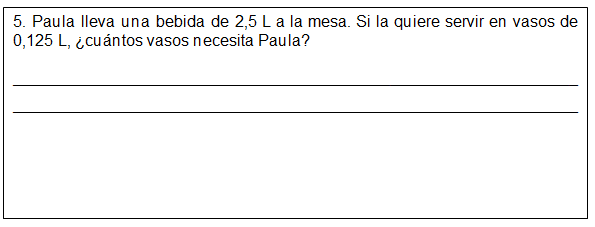 5. Paula lleva una bebida de 2,5 L a la mesa. Si la quiere servir en vasos de
0,125 L, ¿cuántos vasos necesita Paula?